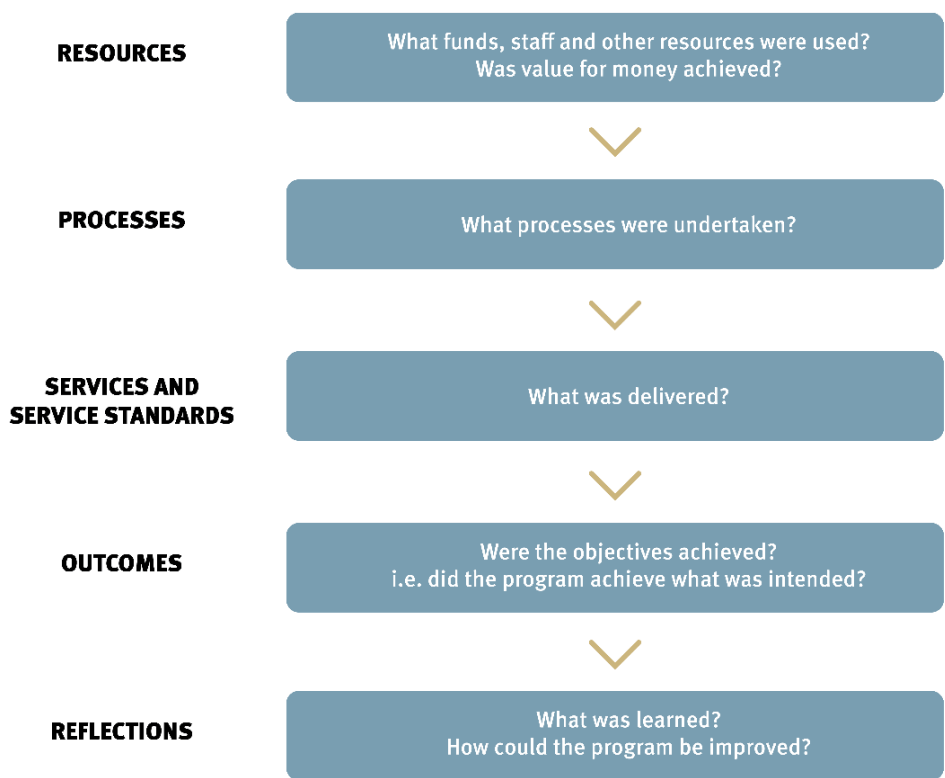 RESOURCES
What funds, staff and other resources were used?
Was value for money achieved?
PROCESSES
What processes were undertaken?
SERVICES AND
SERVICE STANDARDS
What was delivered?
OUTCOMES
Were the objectives achieved?
i.e. did the program achieve what was intended?
REFLECTIONS
What was learned?
How could the program be improved?